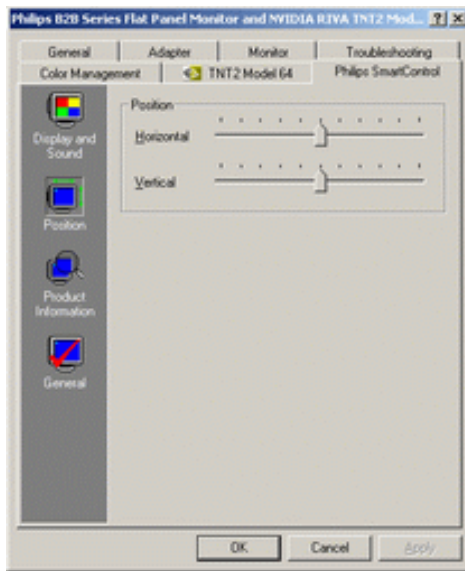 Philips B2B Series Flat Panel Monitor and NVIDIA RIVA TNT2 Mod...
General Adapter Monitor Troubleshooting
Color Management TNT2 Model 64 Philips SmartControl
Display and
Sound
Position
Product
Information
General
Position
Horizontal
Vertical
OK Cancel Apply